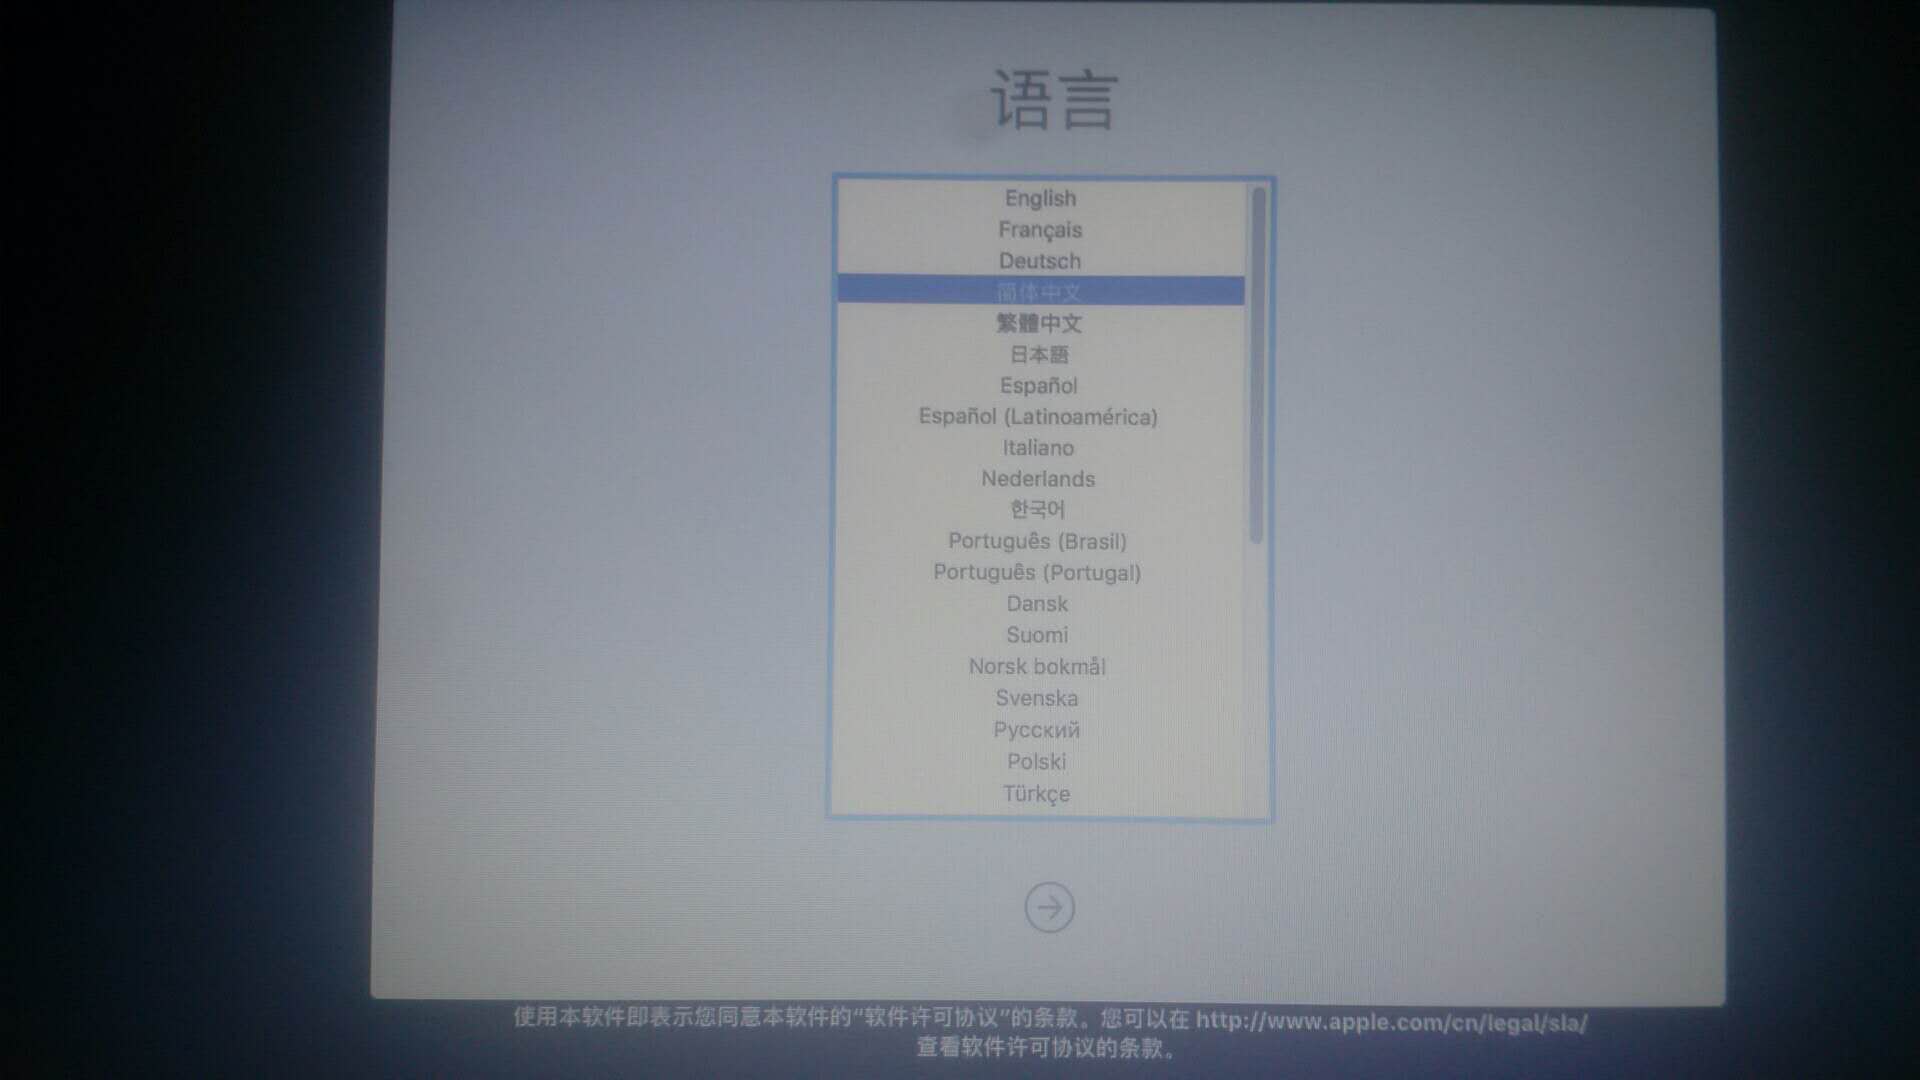 语言
English
Français
Deutsch
简体中文
繁體中文
日本語
Español
Español (Latinoamérica)
Italiano
Nederlands
한국어
Português (Brasil)
Português (Portugal)
Dansk
Suomi
Norsk bokmål
Svenska
Русский
Polski
Türkçe
使用本软件即表示您同意本软件的“软件许可协议”的条款。您可以在 http://www.apple.com/cn/legal/sla/
查看软件许可协议的条款。